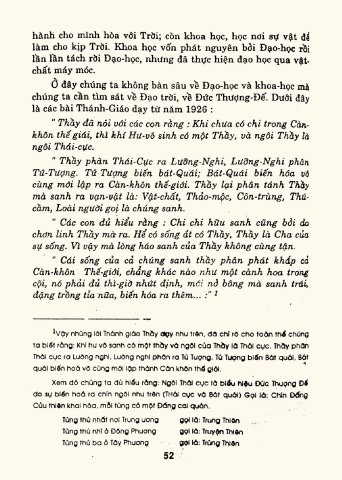 hành cho mình hòa với Trời; còn khoa học, học nơi sự vật để
làm cho kịp Trời. Khoa học vốn phát nguyên bởi Đạo-học rồi
lần lần tách rời Đạo-học, nhưng đã thực hiện đạo học qua vật-
chất máy móc.
Ở đây chúng ta không bàn sâu về Đạo-học và khoa-học mà
chúng ta cần tìm sát về Đạo trời, về Đức Thượng-Đế. Dưới đây
là các bài Thánh-Giáo dạy từ năm 1926 :
" Thầy đã nói với các con rằng : Khi chưa có chi trong Càn-
khôn thế giái, thì khí Hư-vô sinh có một Thầy, và ngôi Thầy là
ngôi Thái-cực.
" Thầy phân Thái-Cực ra Lưỡng-Nghi, Lưỡng-Nghi phân
Tứ-Tượng. Tứ Tượng biến bát-Quái; Bát-Quái biến hóa vô
cùng mới lập ra Càn-khôn thế-giái. Thầy lại phân tánh Thầy
mà sanh ra vạn-vật là: Vật-chất, Thảo-mộc, Côn-trùng, Thú-
cầm, Loài người gọi là chúng sanh.
" Các con đủ hiểu rằng : Chi chi hữu sanh cũng bởi do
chơn linh Thầy mà ra. Hể có sống ắt có Thầy, Thầy là Cha của
sự sống. Vì vậy mà lòng háo sanh của Thầy không cùng tận.
" Cái sống của cả chúng sanh thầy phân phát khắp cả
Càn-khôn Thế-giái, chẳng khác nào như một cành hoa trong
cội, nó phải đủ thì-giờ nhứt định, mới nở bông mà sanh trái,
đặng trồng tỉa nữa, biến hóa ra thêm... :" 1
1Vậy những lời Thánh giáo Thầy dạy như trên, đã chỉ rõ cho toàn thể chúng
ta biết rằng: Khí hư vô sanh có một thầy và ngôi của Thầy là Thái cực. Thầy phân
Thái cực ra Lưỡng nghi, Lưỡng nghi phân ra Tứ Tượng, Tứ Tượng biến Bát quái, Bát
quái biến hoá vô cùng mới lập thành Càn khôn thế giới.
Xem đó chúng ta đủ hiểu rằng: Ngôi Thái cực là biểu hiệu Đức Thượng Đế
do sự biến hoá ra chín ngôi như trên (Thái cực và Bát quái) Gọi là: Chín Đấng
Cửu thiên khai hóa, mỗi từng có một Đấng cai quản.
Từng thứ nhất nơi Trung ương gọi là: Trung Thiên
Từng thứ nhì ở Đông Phương gọi là: Truyện Thiên
Từng thứ ba ở Tây Phương gọi là: Trùng Thiên
52